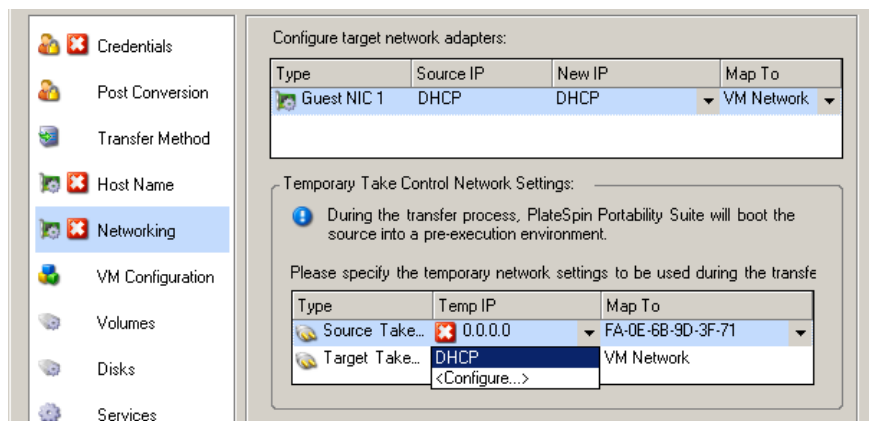 Credentials
Post Conversion
Transfer Method
Host Name
Networking
VM Configuration
Volumes
Disks
Services
Configure target network adapters:
Type Source IP New IP Map To
Guest NIC 1 DHCP DHCP VM Network
Temporary Take Control Network Settings:
During the transfer process, PlateSpin Portability Suite will boot the
source into a pre-execution environment.
Please specify the temporary network settings to be used during the transfe
Type Temp IP Map To
Source Take... 0.0.0.0 FA-0E-6B-9D-3F-71
Target Take... DHCP VM Network
<Configure...>